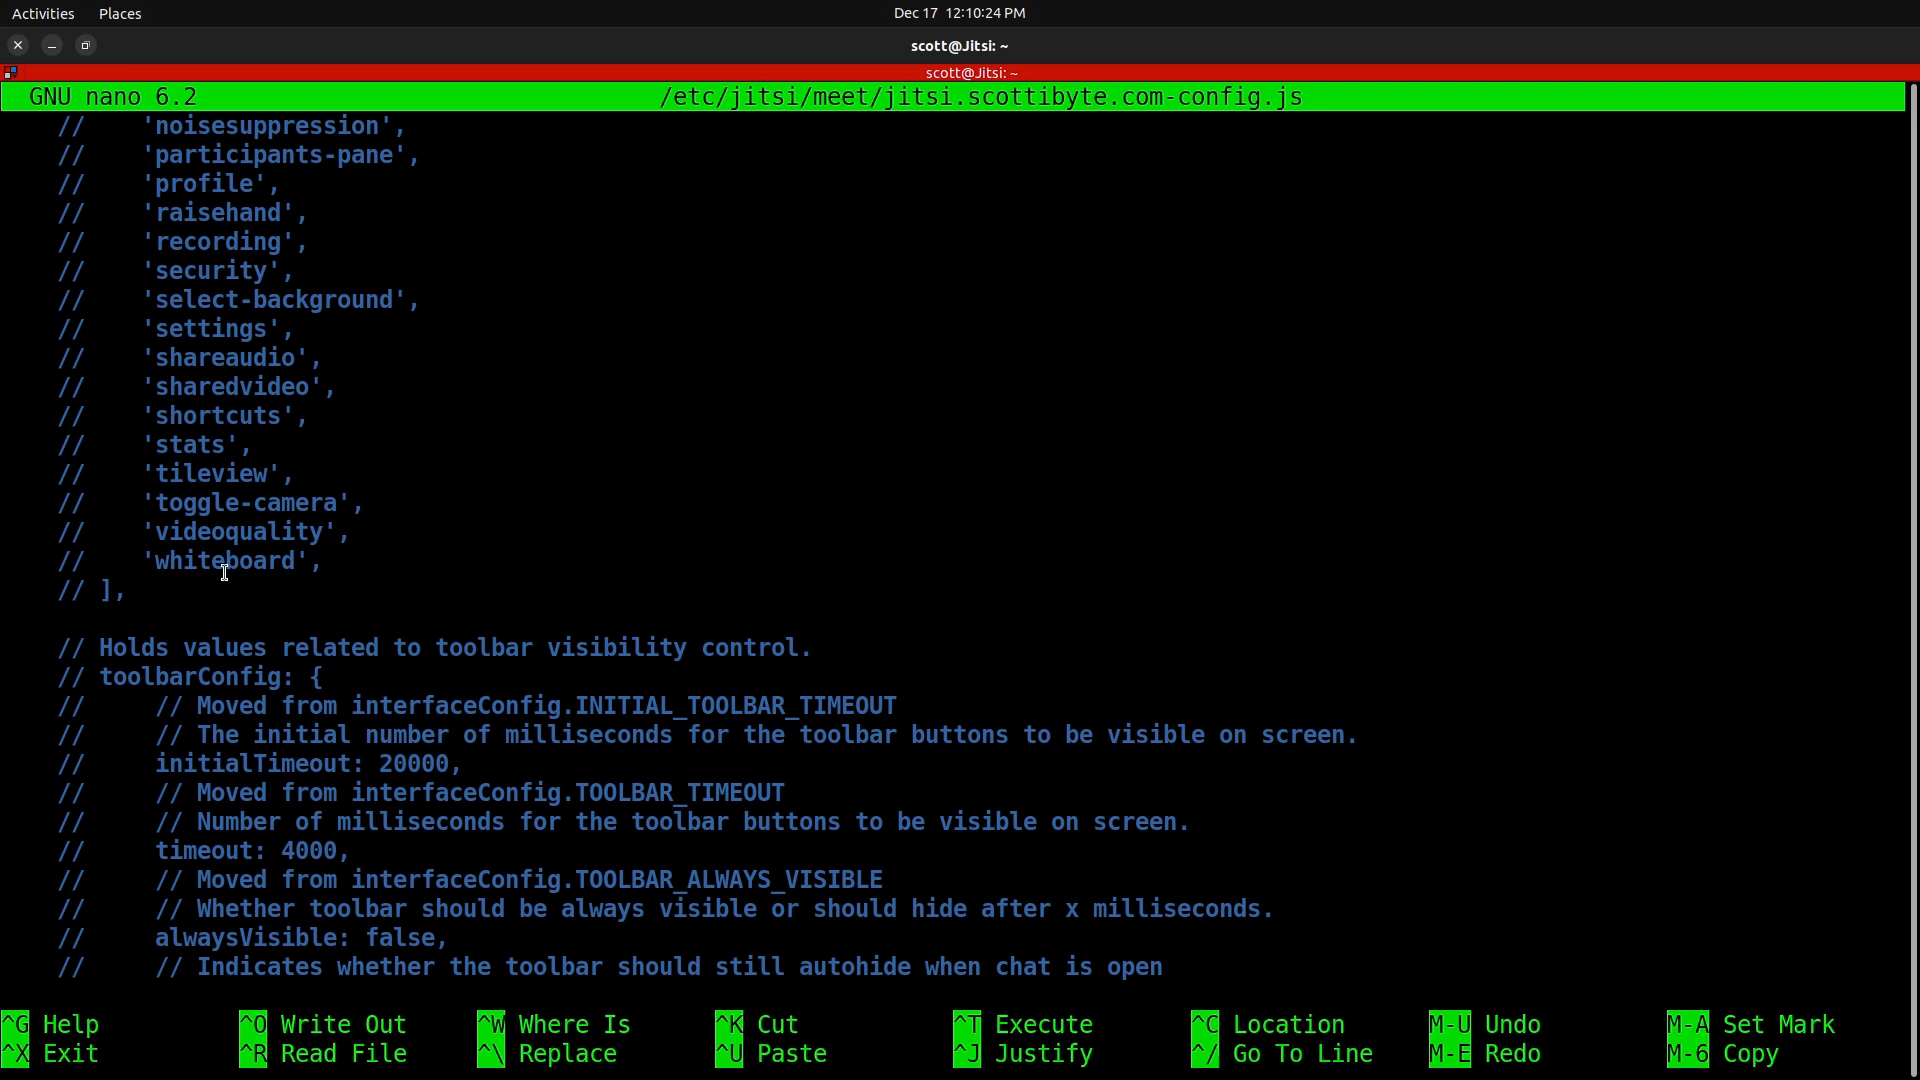 Activities Places Dec 17 12:10:24 PM
scott@Jitsi: ~
scott@Jitsi: ~
GNU nano 6.2 /etc/jitsi/meet/jitsi.scottibyte.com-config.js
//    'noisesuppression',
//    'participants-pane',
//    'profile',
//    'raisehand',
//    'recording',
//    'security',
//    'select-background',
//    'settings',
//    'shareaudio',
//    'sharedvideo',
//    'shortcuts',
//    'stats',
//    'tileview',
//    'toggle-camera',
//    'videoquality',
//    'whiteboard',
// ],
// Holds values related to toolbar visibility control.
// toolbarConfig: {
//     // Moved from interfaceConfig.INITIAL_TOOLBAR_TIMEOUT
//     // The initial number of milliseconds for the toolbar buttons to be visible on screen.
//     initialTimeout: 20000,
//     // Moved from interfaceConfig.TOOLBAR_TIMEOUT
//     // Number of milliseconds for the toolbar buttons to be visible on screen.
//     timeout: 4000,
//     // Moved from interfaceConfig.TOOLBAR_ALWAYS_VISIBLE
//     // Whether toolbar should be always visible or should hide after x milliseconds.
//     alwaysVisible: false,
//     // Indicates whether the toolbar should still autohide when chat is open
^G Help ^O Write Out ^W Where Is ^K Cut ^T Execute ^C Location M-U Undo M-A Set Mark
^X Exit ^R Read File ^\ Replace ^U Paste ^J Justify ^/ Go To Line M-E Redo M-6 Copy